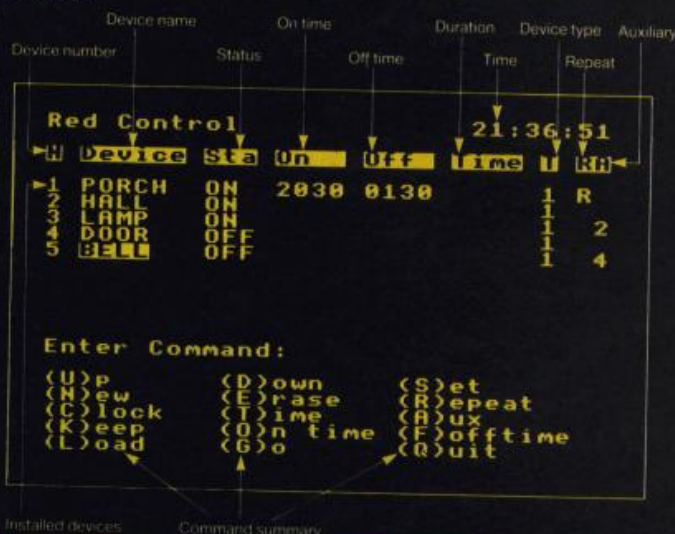 Device name On time Duration Device type Auxiliary
Device number Status Off time Time Repeat
Red Control 21:36:51
N Device Sta On Off Time T RA
1 PORCH ON 2030 0130 1 R
2 HALL ON 1
3 LAMP ON 1 2
4 DOOR OFF 1
5 BELL OFF 1 4
Enter Command:
(U)p (D)own (S)et
(N)ew (E)rase (R)epeat
(C)lock (T)ime (A)ux
(K)eep (O)n time (F)offtime
(L)oad (G)o (Q)uit
Installed devices Command summary